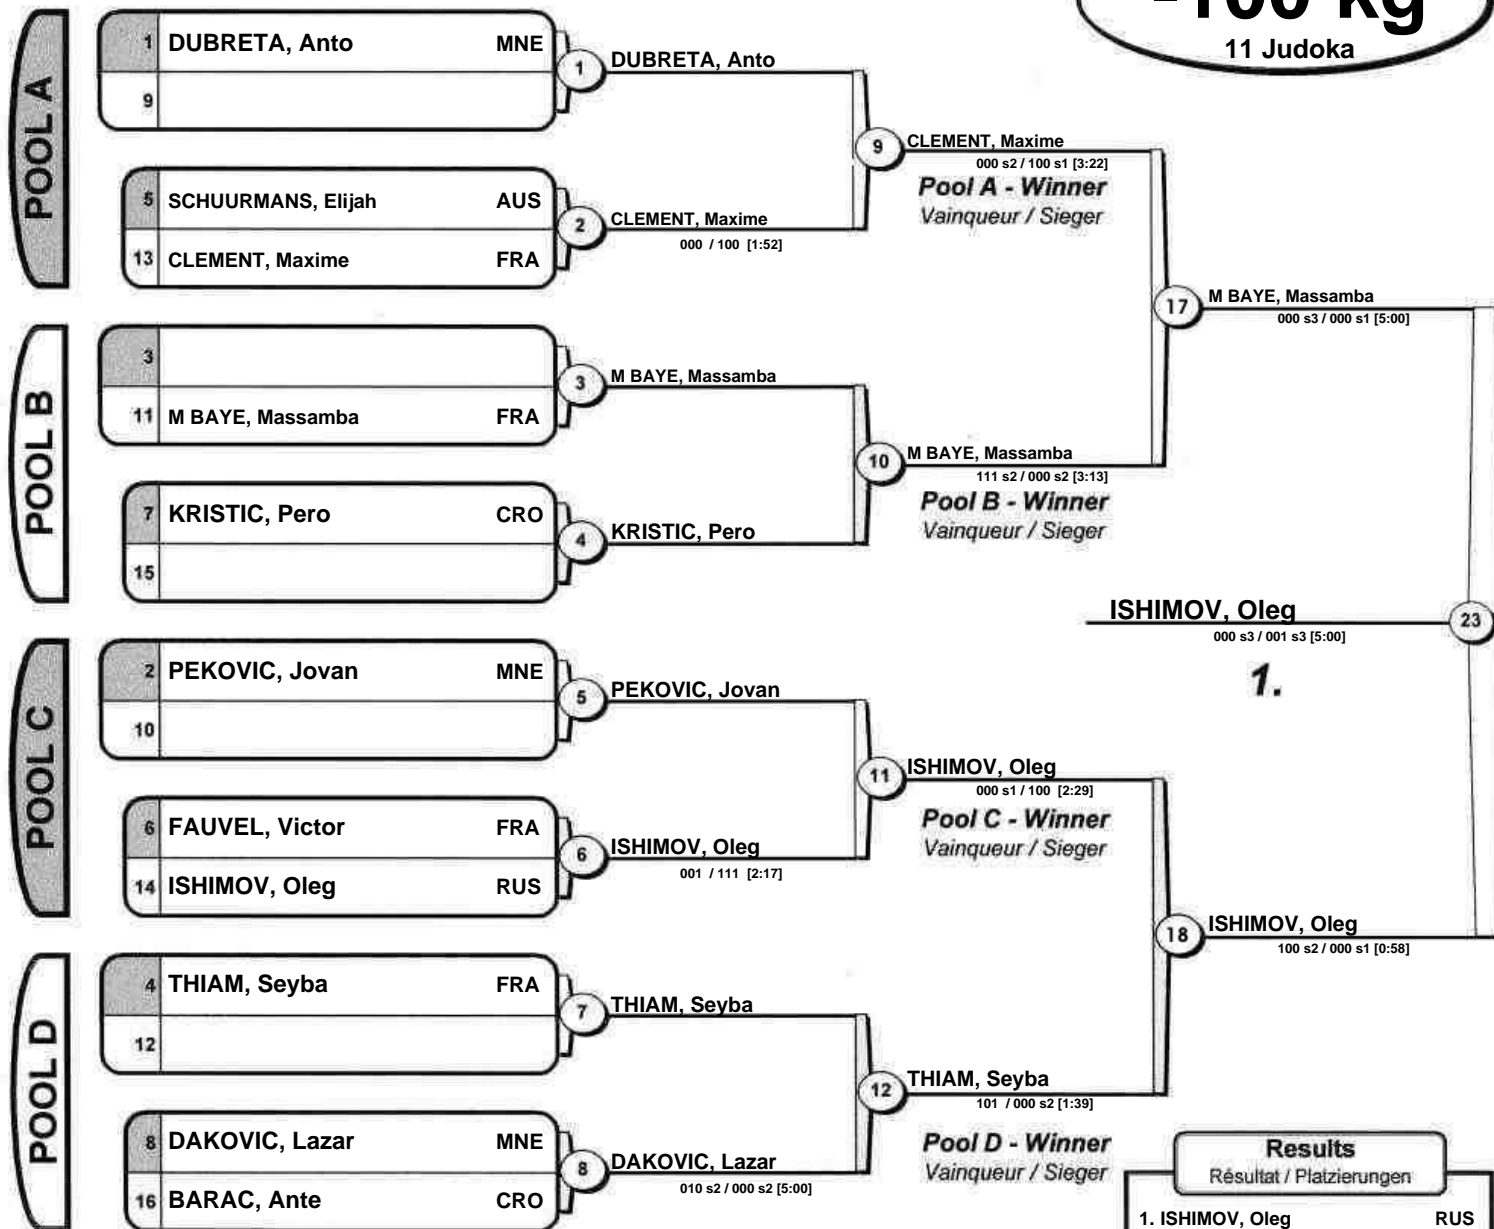 -100 kg
11 Judoka
POOL A
1 DUBRETA, Anto MNE
9
1 DUBRETA, Anto
5 SCHUURMANS, Elijah AUS
13 CLEMENT, Maxime FRA
2 CLEMENT, Maxime
000 / 100 [1:52]
9 CLEMENT, Maxime
000 s2 / 100 s1 [3:22]
Pool A - Winner
Vainqueur / Sieger
POOL B
3
11 M BAYE, Massamba FRA
3 M BAYE, Massamba
7 KRISTIC, Pero CRO
15
4 KRISTIC, Pero
10 M BAYE, Massamba
111 s2 / 000 s2 [3:13]
Pool B - Winner
Vainqueur / Sieger
17 M BAYE, Massamba
000 s3 / 000 s1 [5:00]
ISHIMOV, Oleg 23
000 s3 / 001 s3 [5:00]
1.
POOL C
2 PEKOVIC, Jovan MNE
10
5 PEKOVIC, Jovan
6 FAUVEL, Victor FRA
14 ISHIMOV, Oleg RUS
6 ISHIMOV, Oleg
001 / 111 [2:17]
11 ISHIMOV, Oleg
000 s1 / 100 [2:29]
Pool C - Winner
Vainqueur / Sieger
POOL D
4 THIAM, Seyba FRA
12
7 THIAM, Seyba
8 DAKOVIC, Lazar MNE
16 BARAC, Ante CRO
8 DAKOVIC, Lazar
010 s2 / 000 s2 [5:00]
12 THIAM, Seyba
101 / 000 s2 [1:39]
Pool D - Winner
Vainqueur / Sieger
18 ISHIMOV, Oleg
100 s2 / 000 s1 [0:58]
Results
Résultat / Platzierungen
1. ISHIMOV, Oleg RUS